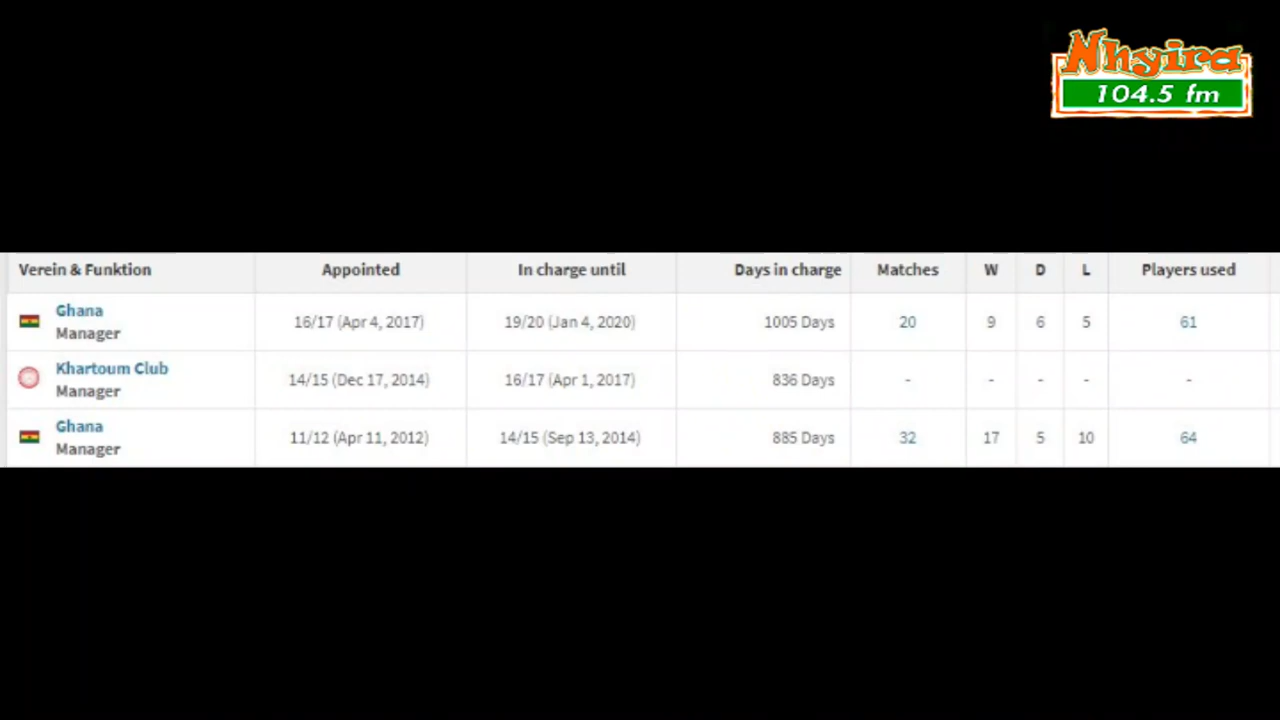 Nhyira
104.5 fm
Verein & Funktion Appointed In charge until Days in charge Matches W D L Players used
Ghana
Manager
16/17 (Apr 4, 2017) 19/20 (Jan 4, 2020) 1005 Days 20 9 6 5 61
Khartoum Club
Manager
14/15 (Dec 17, 2014) 16/17 (Apr 1, 2017) 836 Days - - - - -
Ghana
Manager
11/12 (Apr 11, 2012) 14/15 (Sep 13, 2014) 885 Days 32 17 5 10 64